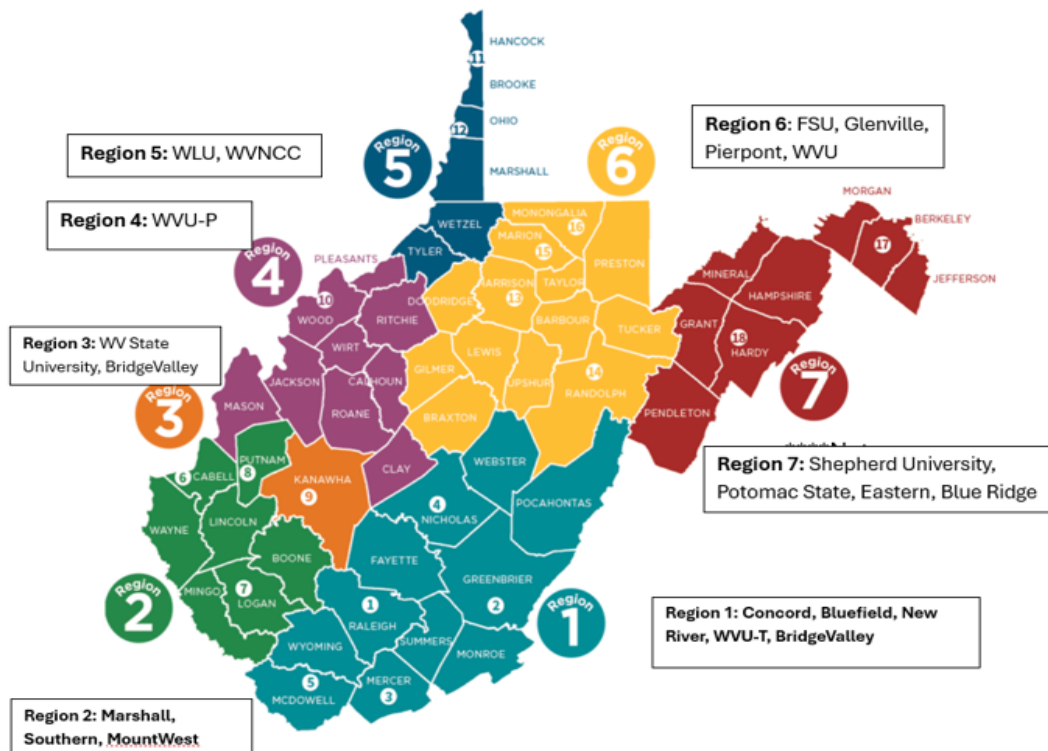 HANCOCK
11
BROOKE
OHIO
12
MARSHALL
Region 5
Region 5: WLU, WVNCC
Region 6
Region 6: FSU, Glenville,
Pierpont, WVU
Region 4: WVU-P
WETZEL
TYLER
MONONGALIA
16
MARION
15
PRESTON
MORGAN
BERKELEY
17
JEFFERSON
Region 4
PLEASANTS
10
WOOD
RITCHIE
DODDRIDGE
HARRISON
13
TAYLOR
BARBOUR
TUCKER
MINERAL
HAMPSHIRE
GRANT
18
HARDY
PENDLETON
Region 7
Region 3: WV State
University, BridgeValley
Region 3
WIRT
JACKSON
CALHOUN
ROANE
MASON
GILMER
LEWIS
UPSHUR
14
RANDOLPH
BRAXTON
CLAY
Region 7: Shepherd University,
Potomac State, Eastern, Blue Ridge
PUTNAM
8
6
CABELL
KANAWHA
9
WEBSTER
4
NICHOLAS
POCAHONTAS
WAYNE
LINCOLN
BOONE
FAYETTE
GREENBRIER
2
Region 2
MINGO
7
LOGAN
1
RALEIGH
SUMMERS
MONROE
WYOMING
Region 1
Region 1: Concord, Bluefield, New
River, WVU-T, BridgeValley
5
MCDOWELL
MERCER
3
Region 2: Marshall,
Southern, MountWest